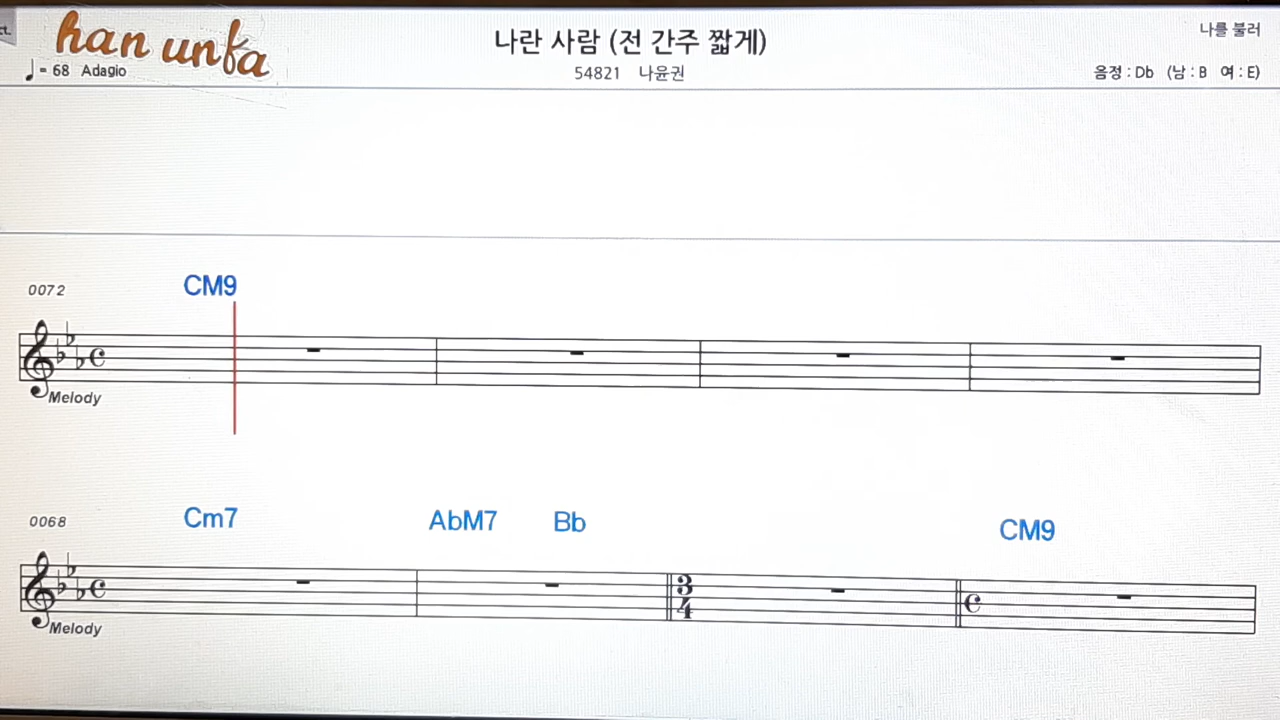 ct.
han unfa
♩= 68 Adagio
나란 사람 (전 간주 짧게)
54821 나윤권
나를 불러
음정 : Db (남 : B 여 : E)
0072
CM9
Melody
0068
Cm7 AbM7 Bb CM9
3
4
Melody